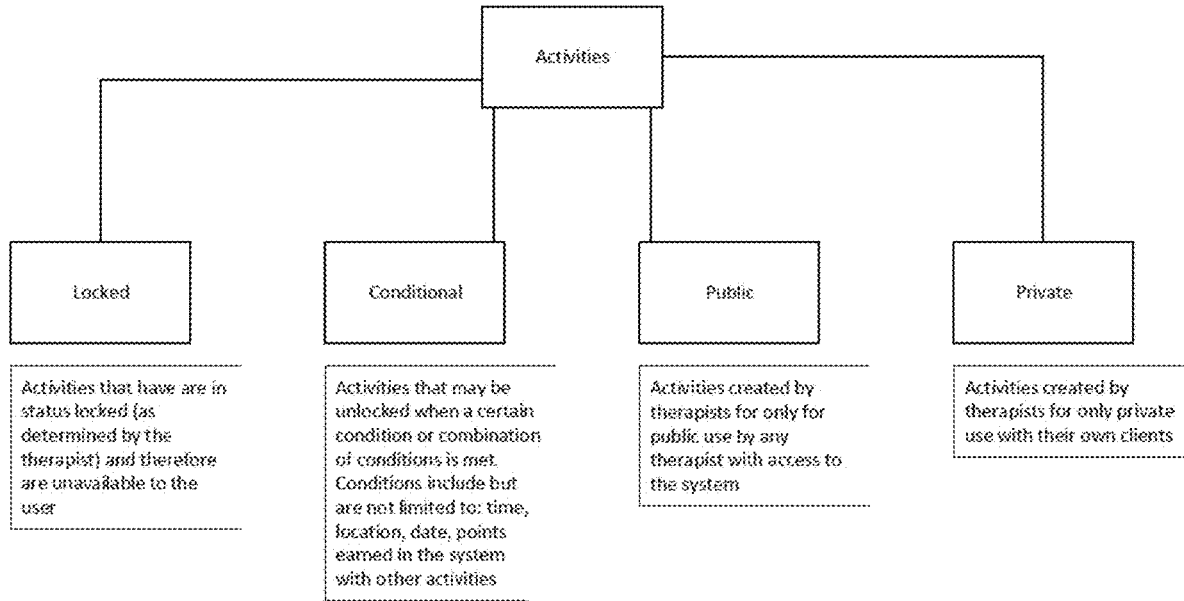 Activities
Locked
Conditional
Public
Private
Activities that have are in
status locked (as
determined by the
therapist) and therefore
are unavailable to the
user
Activities that may be
unlocked when a certain
condition or combination
of conditions is met.
Conditions include but
are not limited to: time,
location, date, points
earned in the system
with other activities
Activities created by
therapists for only for
public use by any
therapist with access to
the system
Activities created by
therapists for only private
use with their own clients